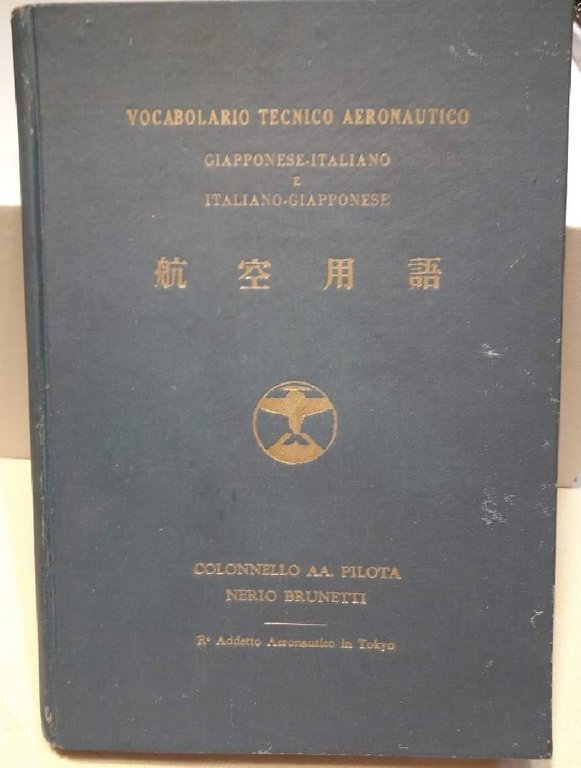 VOCABOLARIO TECNICO AERONAUTICO
GIAPPONESE-ITALIANO
E
ITALIANO-GIAPPONESE
航空用語
COLONNELLO AA. PILOTA
NERIO BRUNETTI
Rº Addetto Aeronautico in Tokyo